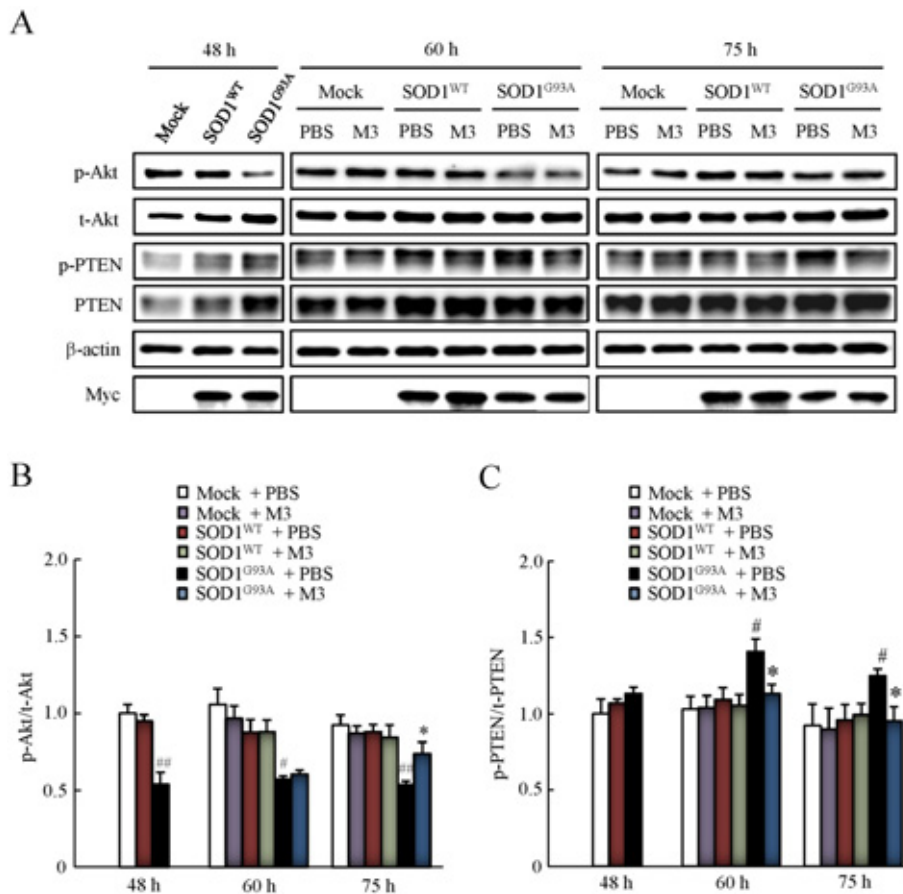 A
48 h 60 h 75 h
Mock SOD1WT SOD1G93A Mock SOD1WT SOD1G93A Mock SOD1WT SOD1G93A
PBS M3 PBS M3 PBS M3 PBS M3 PBS M3 PBS M3
p-Akt
t-Akt
p-PTEN
PTEN
β-actin
Myc
B
Mock + PBS
Mock + M3
SOD1WT + PBS
SOD1WT + M3
SOD1G93A + PBS
SOD1G93A + M3
p-Akt/t-Akt
2.0
1.5
1.0
0.5
0
## # ## *
48 h 60 h 75 h
C
Mock + PBS
Mock + M3
SOD1WT + PBS
SOD1WT + M3
SOD1G93A + PBS
SOD1G93A + M3
p-PTEN/t-PTEN
2.0
1.5
1.0
0.5
0
# * # *
48 h 60 h 75 h